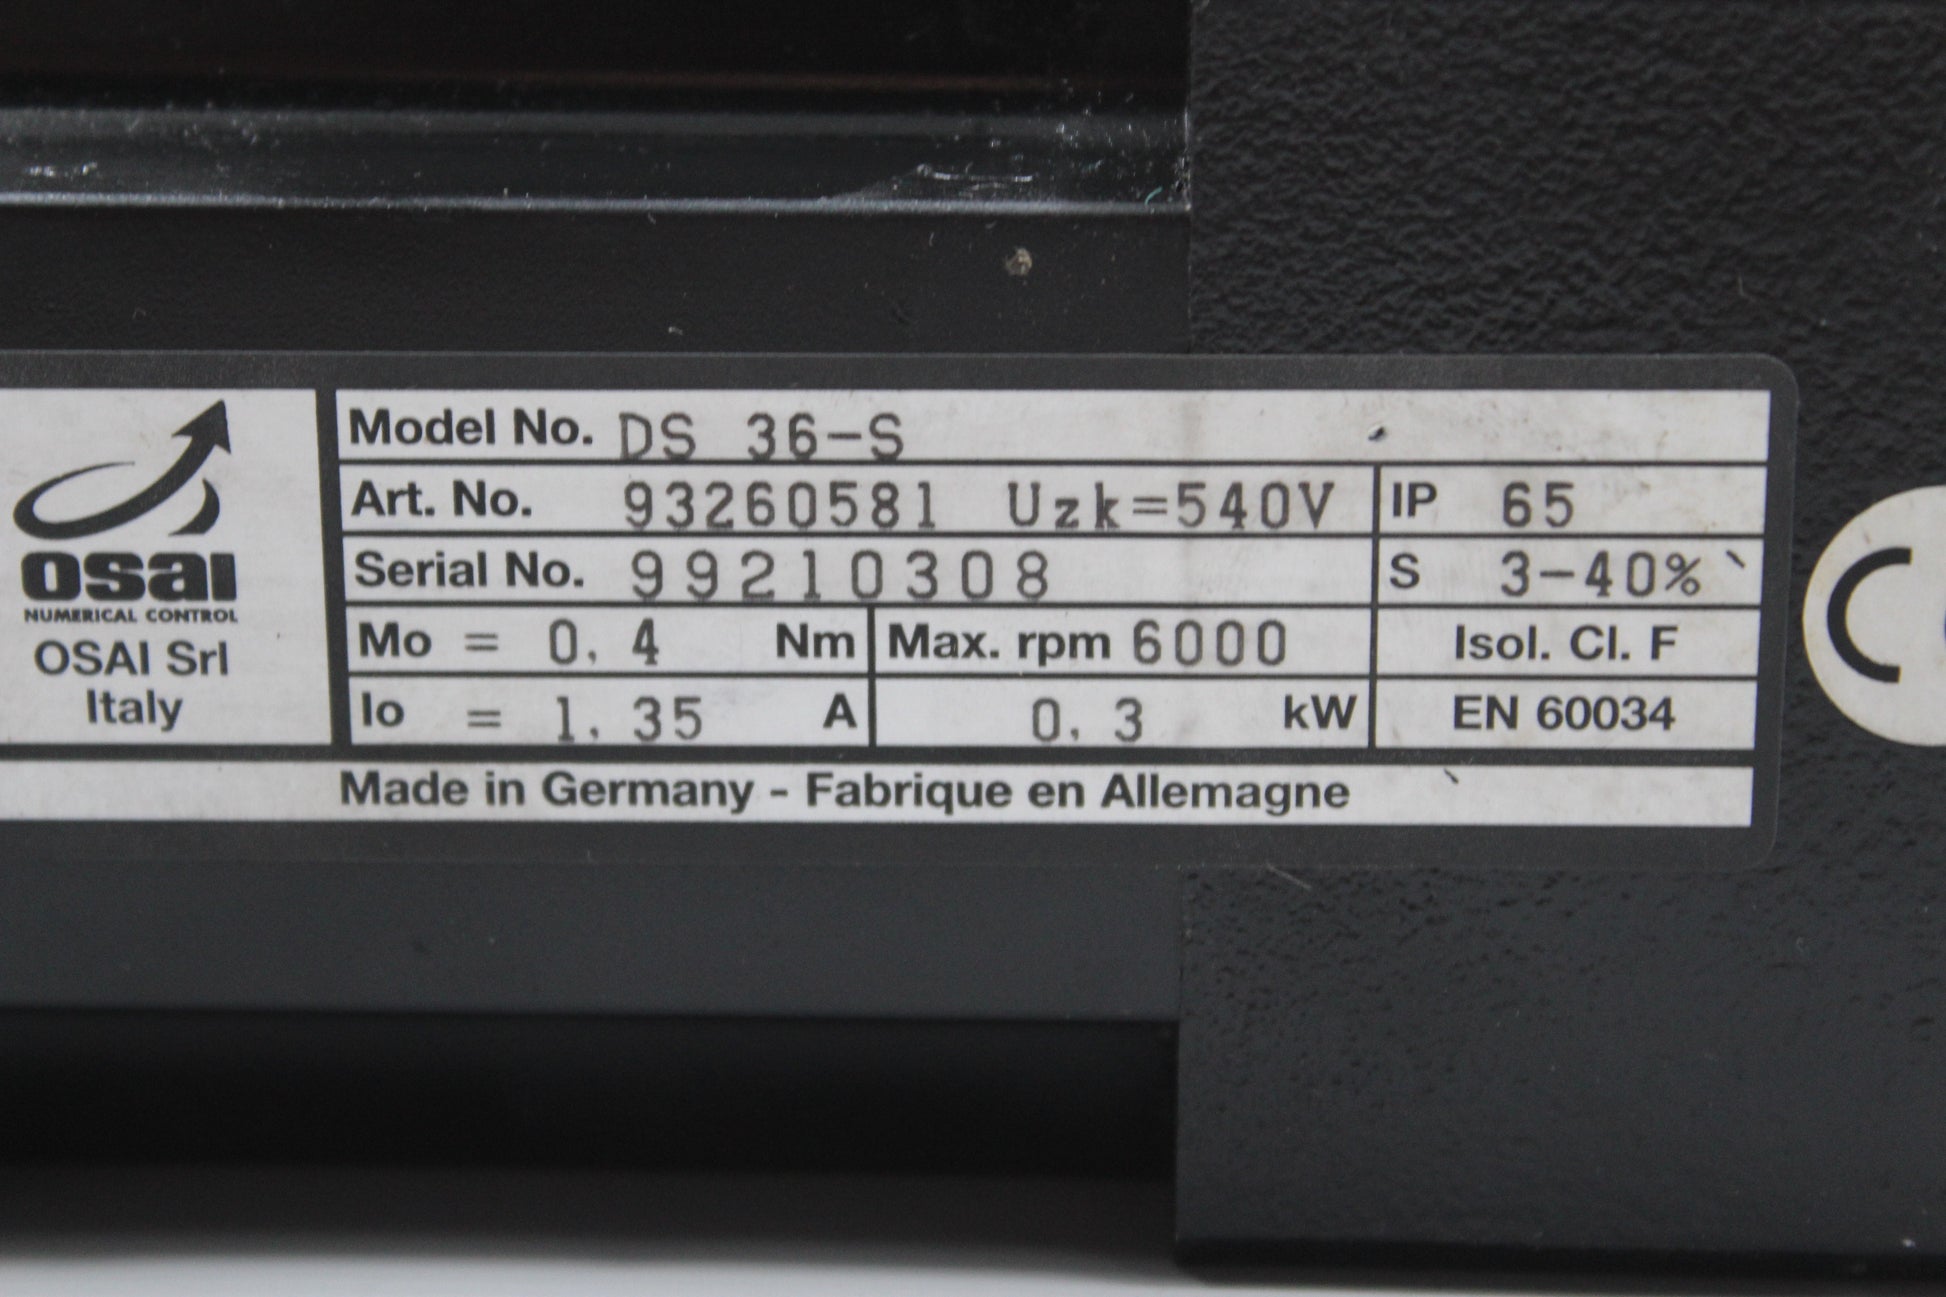 osai
NUMERICAL CONTROL
OSAI Srl
Italy
Model No. DS 36-S
Art. No. 93260581 Uzk=540V IP 65
Serial No. 99210308 S 3-40%
Mo = 0,4 Nm Max. rpm 6000 Isol. Cl. F
Io = 1,35 A 0,3 kW EN 60034
Made in Germany - Fabrique en Allemagne